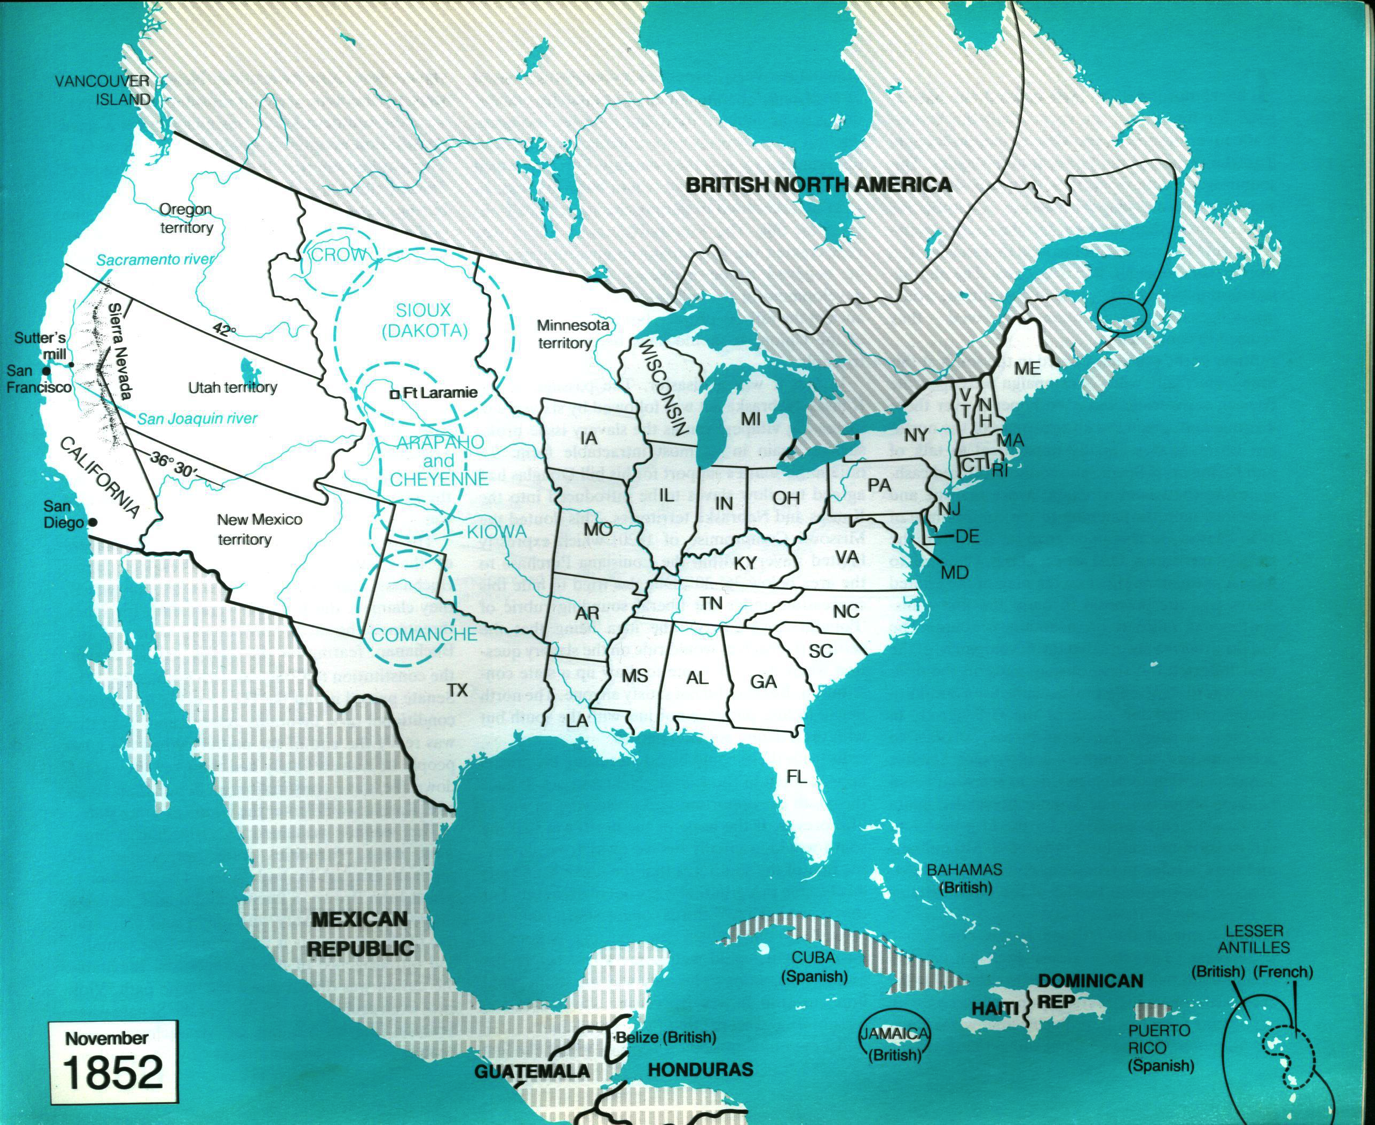 VANCOUVER
ISLAND
BRITISH NORTH AMERICA
Oregon
territory
Sacramento river
CROW
SIOUX
(DAKOTA)
Minnesota
territory
42°
Sierra Nevada
Sutter's
mill
San
Francisco
Utah territory
Ft Laramie
WISCONSIN
MI
ME
V
T
N
H
MA
NY
CT
RI
San Joaquin river
ARAPAHO
and
CHEYENNE
IA
36° 30'
CALIFORNIA
PA
NJ
IL
IN
OH
San
Diego
New Mexico
territory
KIOWA
MO
DE
MD
VA
KY
TN
NC
AR
COMANCHE
SC
TX
MS
AL
GA
LA
FL
BAHAMAS
(British)
MEXICAN
REPUBLIC
CUBA
(Spanish)
LESSER
ANTILLES
(British) (French)
DOMINICAN
REP
HAITI
JAMAICA
(British)
PUERTO
RICO
(Spanish)
Belize (British)
GUATEMALA
HONDURAS
November
1852